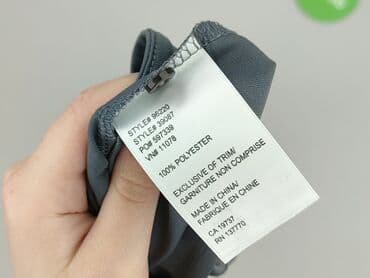 STYLE# 96220
STYLE# 39087
PO# 597339
VN# 11078
100% POLYESTER
EXCLUSIVE OF TRIM/
GARNITURE NON COMPRISE
MADE IN CHINA/
FABRIQUE EN CHINE
CA 19737
RN 137770